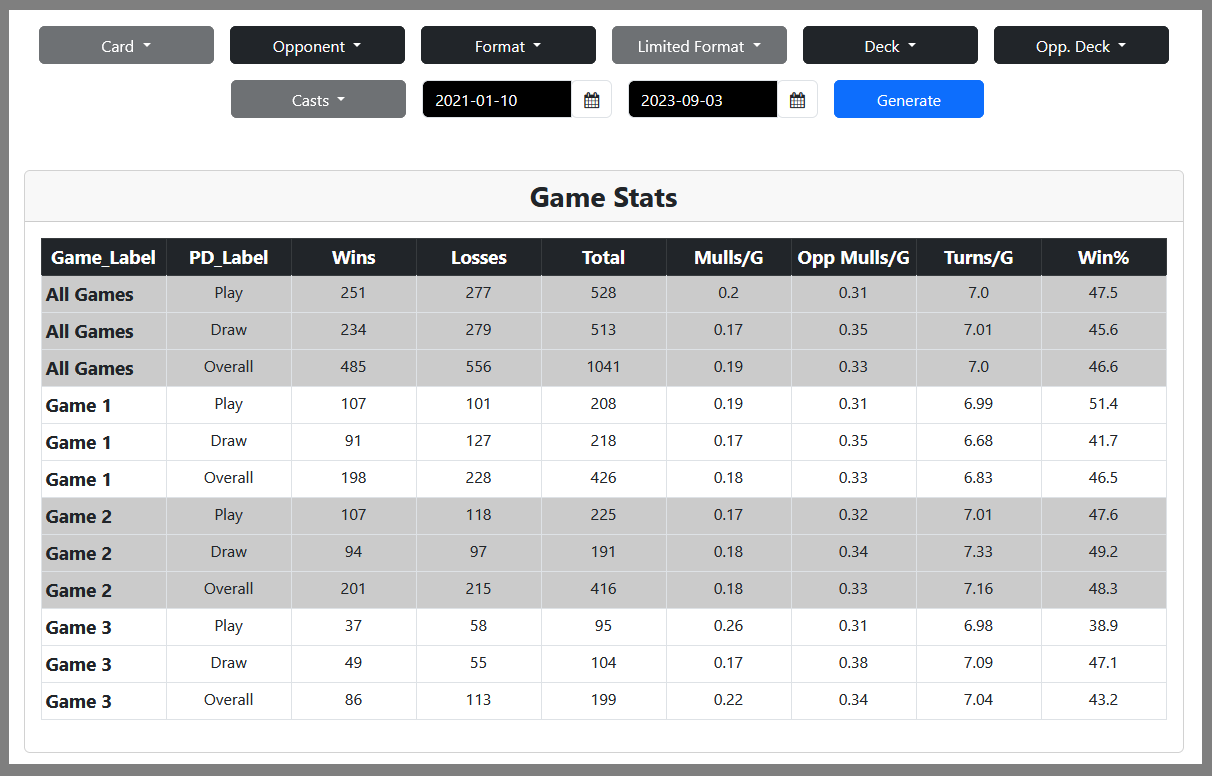 Card Opponent Format Limited Format Deck Opp. Deck
Casts 2021-01-10 2023-09-03 Generate
Game Stats
Game_Label PD_Label Wins Losses Total Mulls/G Opp Mulls/G Turns/G Win%
All Games Play 251 277 528 0.2 0.31 7.0 47.5
All Games Draw 234 279 513 0.17 0.35 7.01 45.6
All Games Overall 485 556 1041 0.19 0.33 7.0 46.6
Game 1 Play 107 101 208 0.19 0.31 6.99 51.4
Game 1 Draw 91 127 218 0.17 0.35 6.68 41.7
Game 1 Overall 198 228 426 0.18 0.33 6.83 46.5
Game 2 Play 107 118 225 0.17 0.32 7.01 47.6
Game 2 Draw 94 97 191 0.18 0.34 7.33 49.2
Game 2 Overall 201 215 416 0.18 0.33 7.16 48.3
Game 3 Play 37 58 95 0.26 0.31 6.98 38.9
Game 3 Draw 49 55 104 0.17 0.38 7.09 47.1
Game 3 Overall 86 113 199 0.22 0.34 7.04 43.2